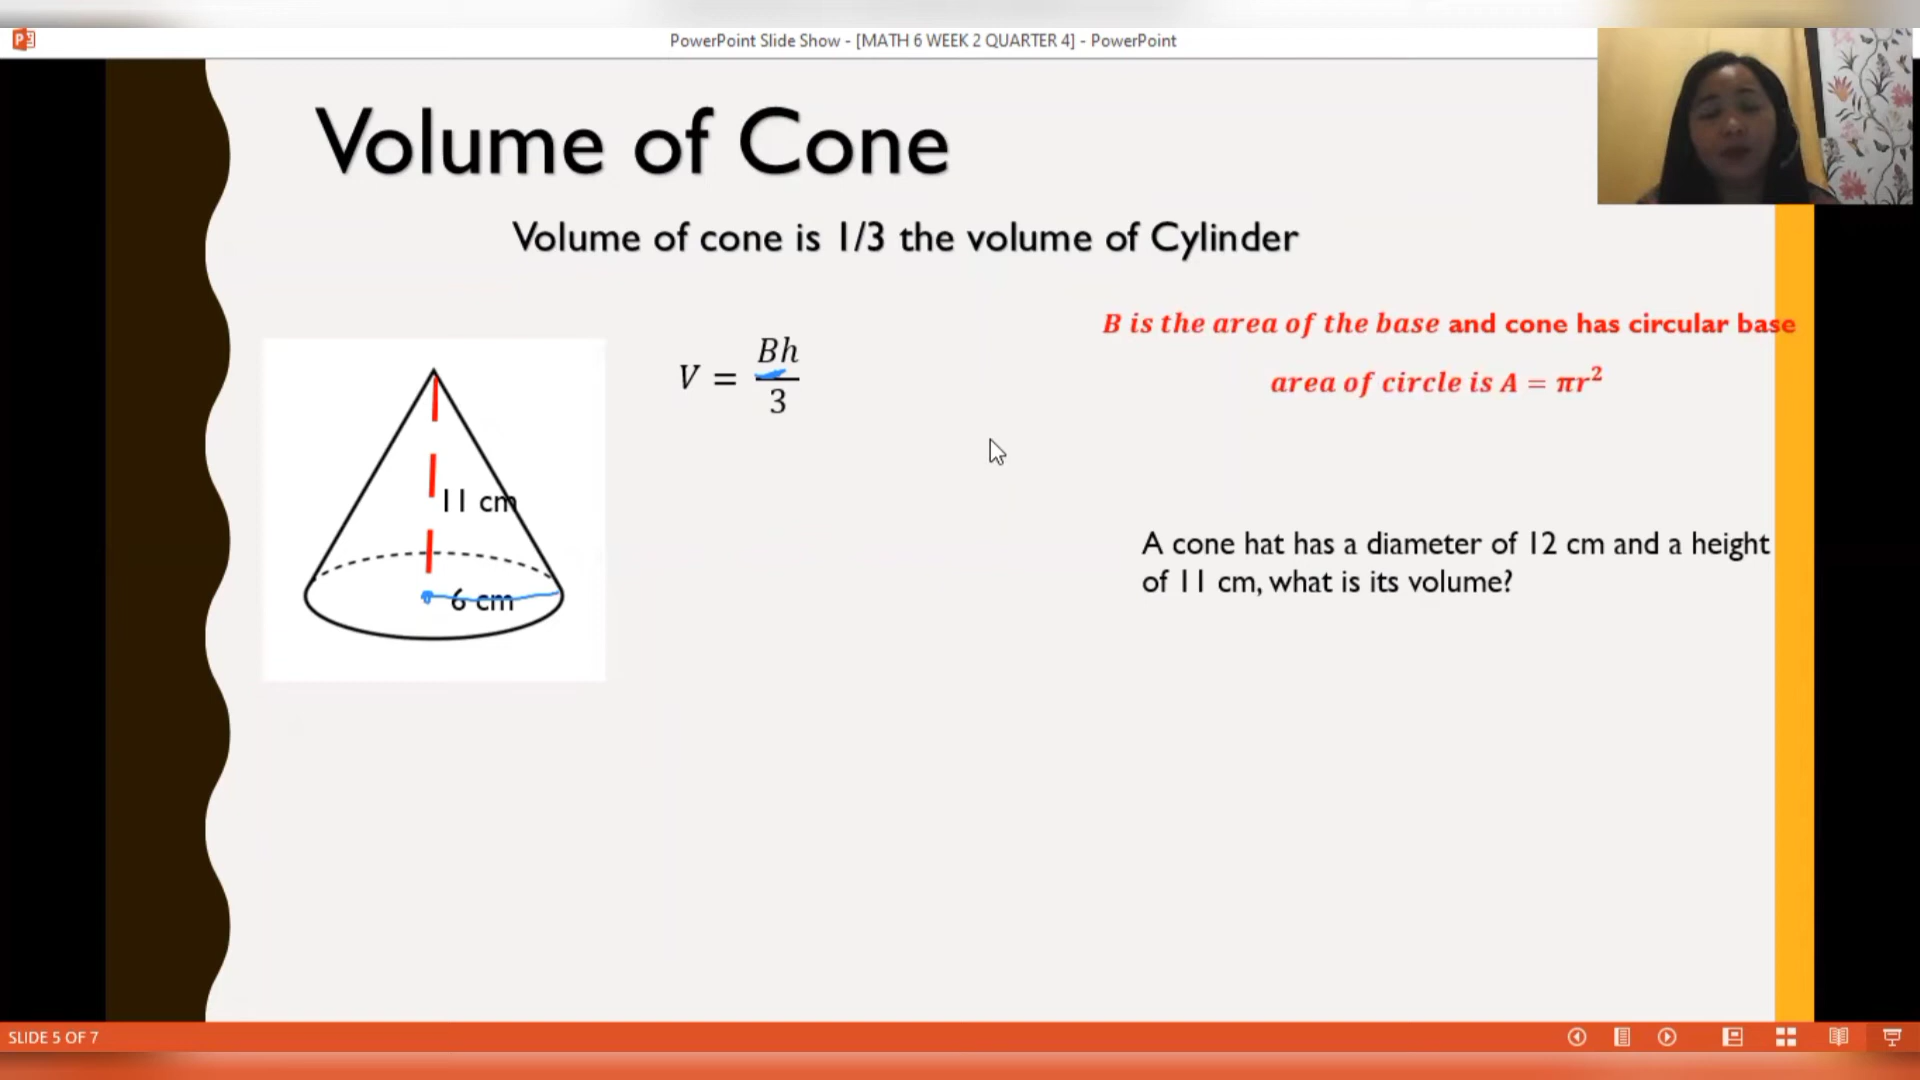 PowerPoint Slide Show - [MATH 6 WEEK 2 QUARTER 4] - PowerPoint
Volume of Cone
Volume of cone is 1/3 the volume of Cylinder
B is the area of the base and cone has circular base
V = Bh/3
area of circle is A = πr²
11 cm
6 cm
A cone hat has a diameter of 12 cm and a height
of 11 cm, what is its volume?
SLIDE 5 OF 7